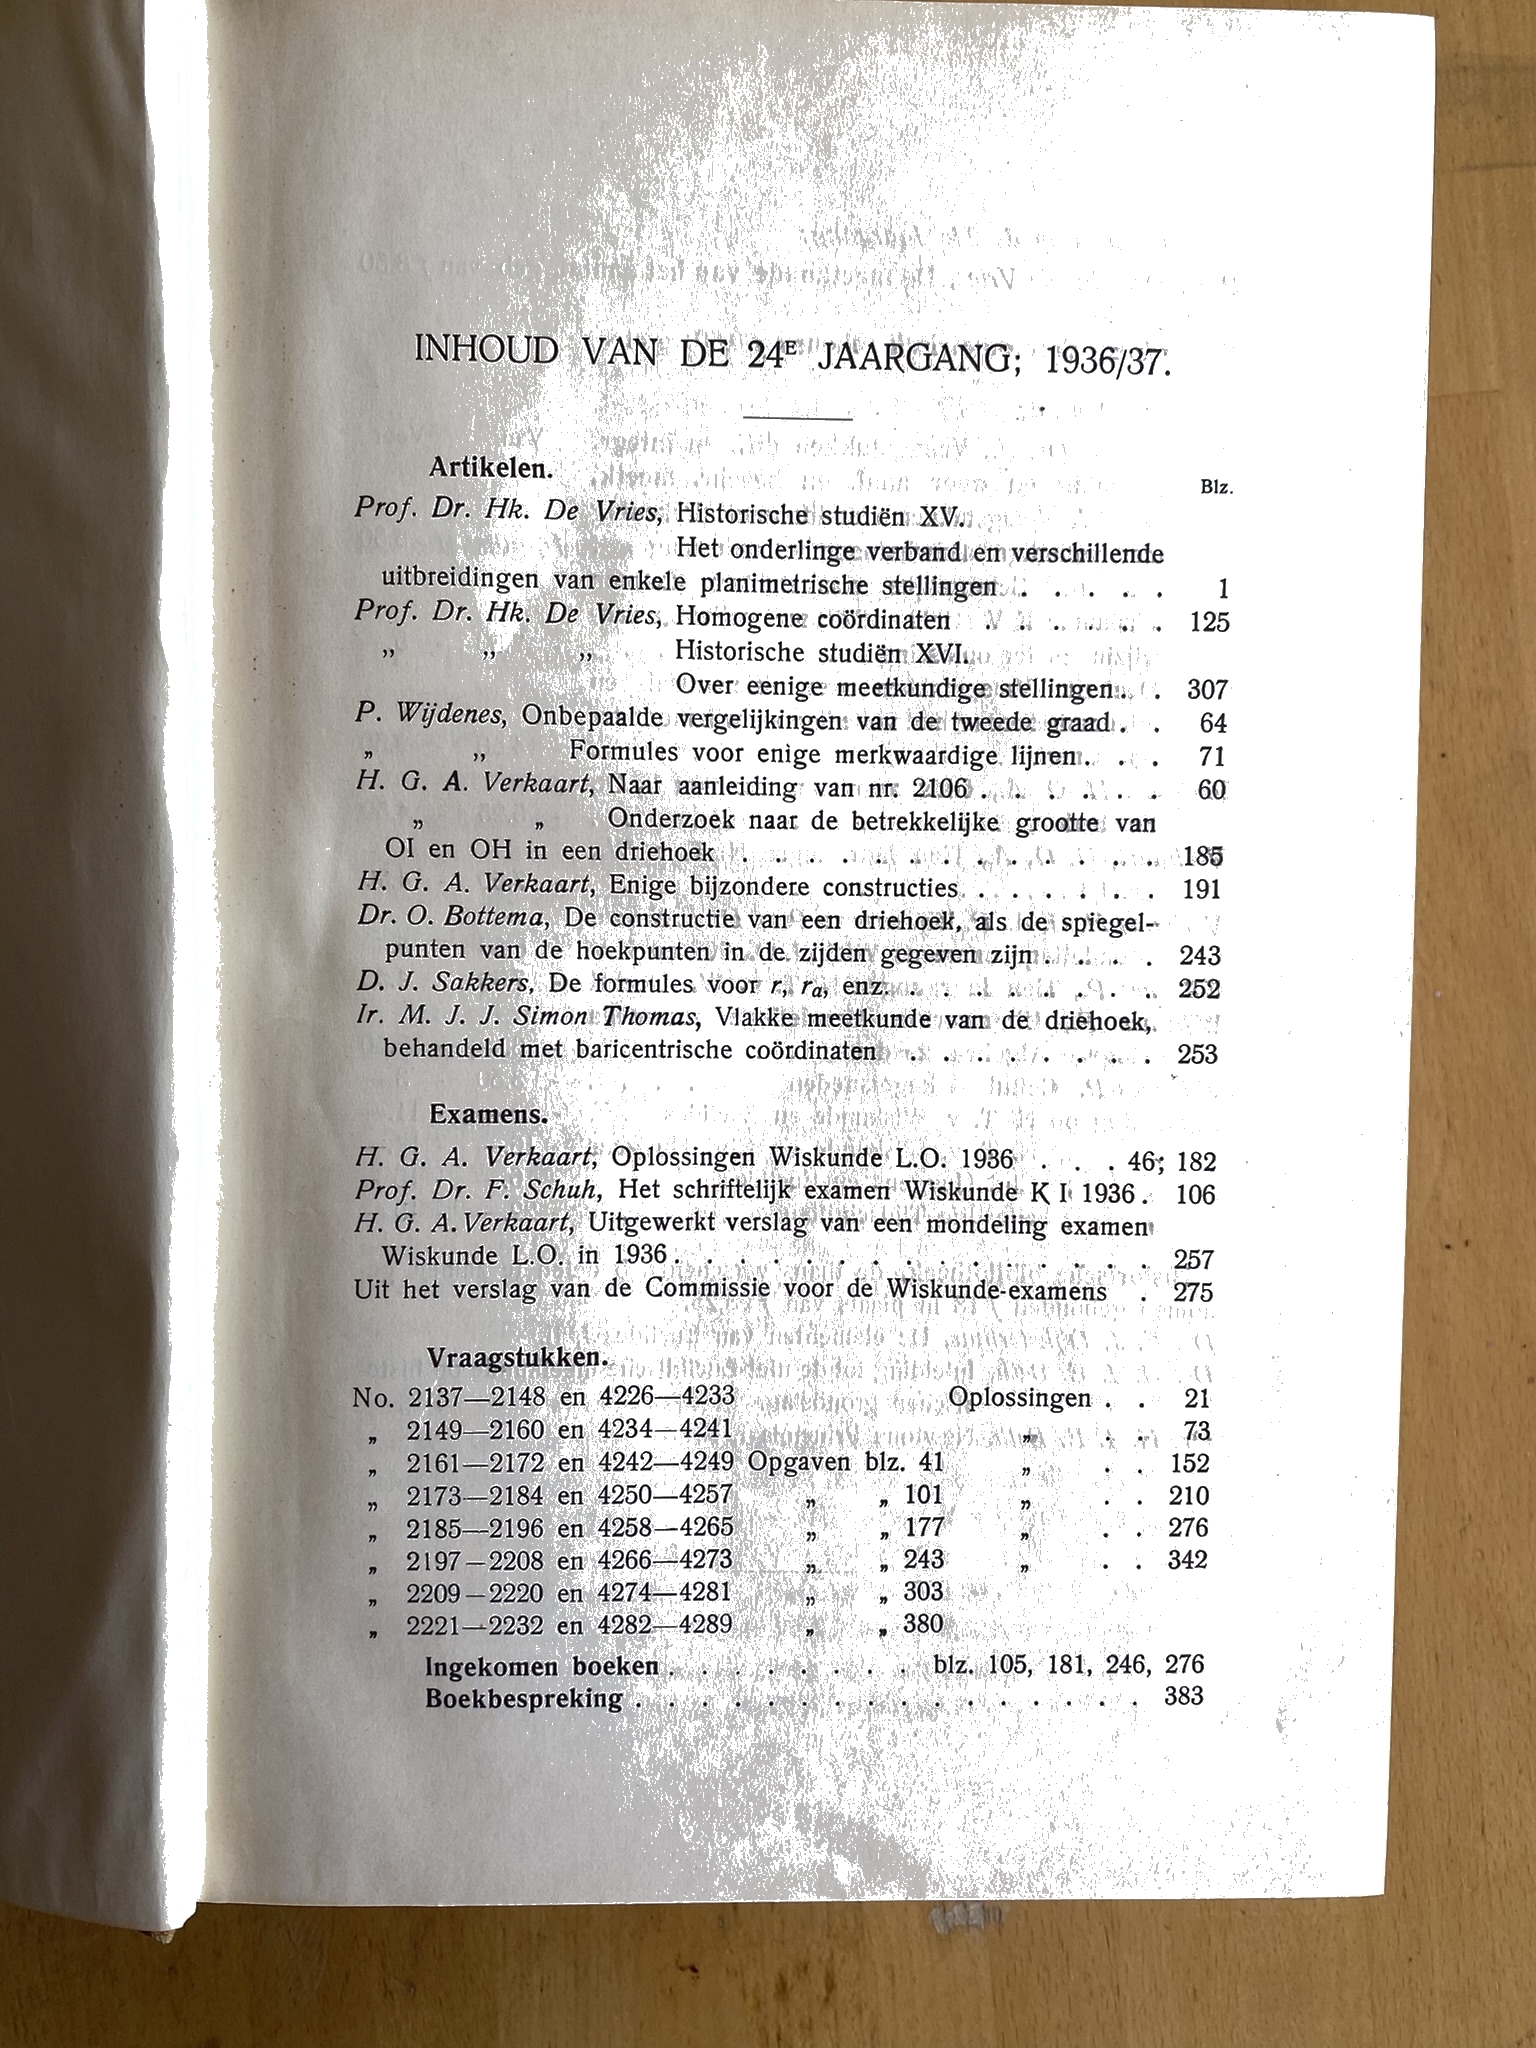 INHOUD VAN DE 24E JAARGANG; 1936/37.
Artikelen.
Blz.
Prof. Dr. Hk. De Vries, Historische studiën XV.
Het onderlinge verband en verschillende
uitbreidingen van enkele planimetrische stellingen . . . . . 1
Prof. Dr. Hk. De Vries, Homogene coördinaten . . . . . . 125
„ „ „ Historische studiën XVI.
Over eenige meetkundige stellingen . . 307
P. Wijdenes, Onbepaalde vergelijkingen van de tweede graad . . 64
„ „ Formules voor enige merkwaardige lijnen . . . 71
H. G. A. Verkaart, Naar aanleiding van nr. 2106 . . . . . . 60
„ „ Onderzoek naar de betrekkelijke grootte van
OI en OH in een driehoek . . . . . . . . . . . . . 185
H. G. A. Verkaart, Enige bijzondere constructies . . . . . . 191
Dr. O. Bottema, De constructie van een driehoek, als de spiegel-
punten van de hoekpunten in de zijden gegeven zijn . . . . 243
D. J. Sakkers, De formules voor r, ra, enz. . . . . . . . . 252
Ir. M. J. J. Simon Thomas, Vlakke meetkunde van de driehoek,
behandeld met baricentrische coördinaten . . . . . . . . 253
Examens.
H. G. A. Verkaart, Oplossingen Wiskunde L.O. 1936 . . . 46; 182
Prof. Dr. F. Schuh, Het schriftelijk examen Wiskunde K I 1936 . 106
H. G. A. Verkaart, Uitgewerkt verslag van een mondeling examen
Wiskunde L.O. in 1936 . . . . . . . . . . . . . . . 257
Uit het verslag van de Commissie voor de Wiskunde-examens . 275
Vraagstukken.
No. 2137—2148 en 4226—4233 Oplossingen . . 21
„ 2149—2160 en 4234—4241 „ . . 73
„ 2161—2172 en 4242—4249 Opgaven blz. 41 „ . . 152
„ 2173—2184 en 4250—4257 „ „ 101 „ . . 210
„ 2185—2196 en 4258—4265 „ „ 177 „ . . 276
„ 2197—2208 en 4266—4273 „ „ 243 „ . . 342
„ 2209—2220 en 4274—4281 „ „ 303
„ 2221—2232 en 4282—4289 „ „ 380
Ingekomen boeken . . . . . . . . blz. 105, 181, 246, 276
Boekbespreking . . . . . . . . . . . . . . . . 383